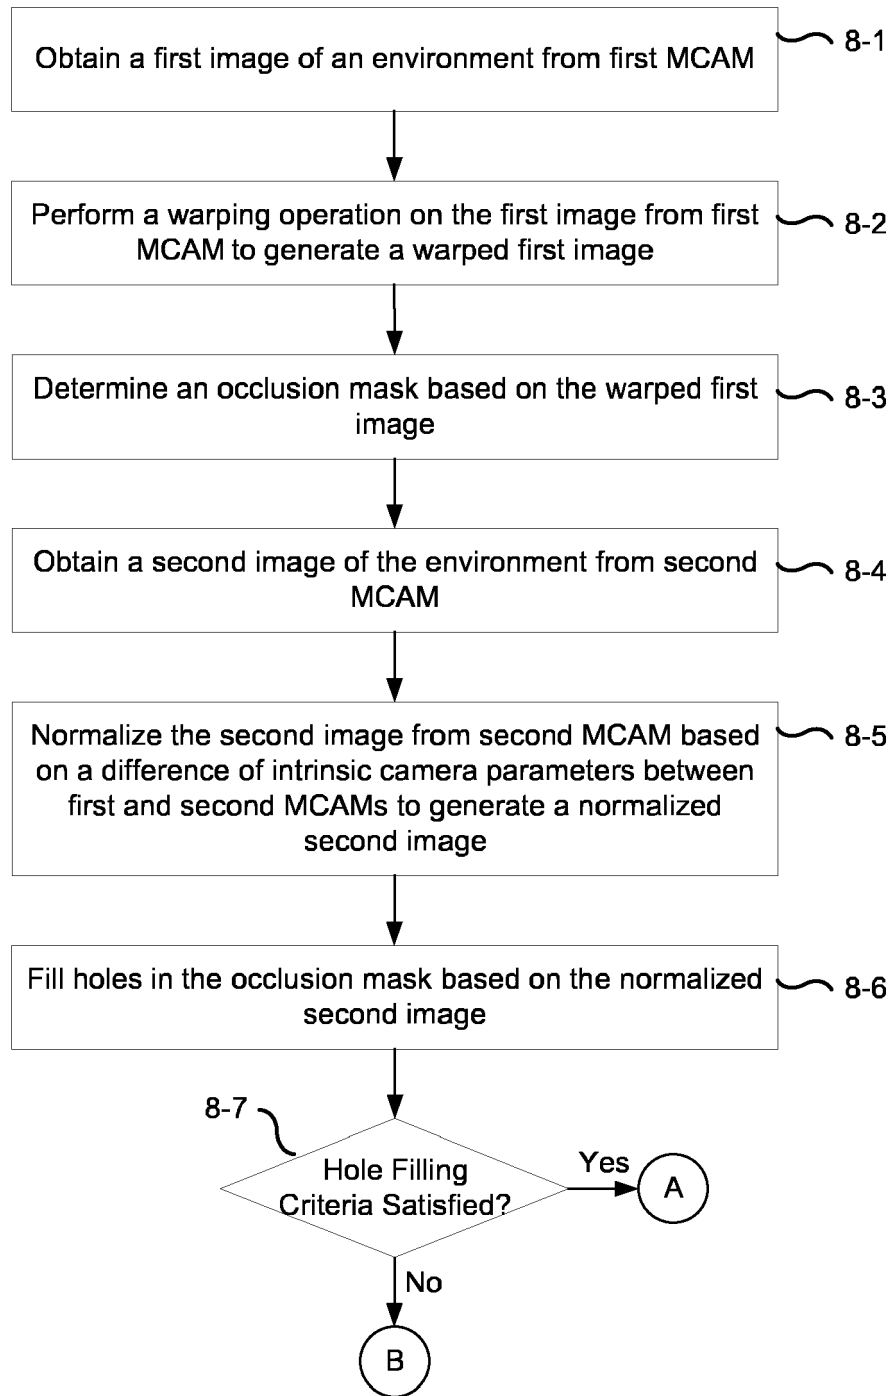 Obtain a first image of an environment from first MCAM
8-1
Perform a warping operation on the first image from first
MCAM to generate a warped first image
8-2
Determine an occlusion mask based on the warped first
image
8-3
Obtain a second image of the environment from second
MCAM
8-4
Normalize the second image from second MCAM based
on a difference of intrinsic camera parameters between
first and second MCAMs to generate a normalized
second image
8-5
Fill holes in the occlusion mask based on the normalized
second image
8-6
8-7
Hole Filling
Criteria Satisfied?
Yes
A
No
B